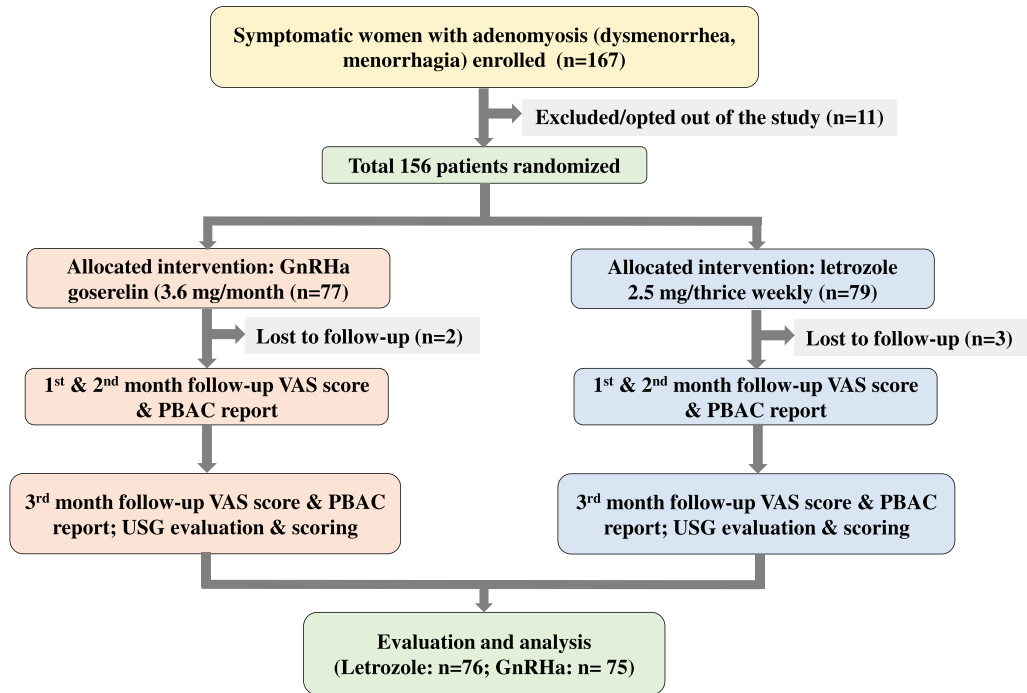 Symptomatic women with adenomyosis (dysmenorrhea,
menorrhagia) enrolled (n=167)
Excluded/opted out of the study (n=11)
Total 156 patients randomized
Allocated intervention: GnRHa
goserelin (3.6 mg/month (n=77)
Allocated intervention: letrozole
2.5 mg/thrice weekly (n=79)
Lost to follow-up (n=2)
Lost to follow-up (n=3)
1st & 2nd month follow-up VAS score
& PBAC report
1st & 2nd month follow-up VAS score
& PBAC report
3rd month follow-up VAS score & PBAC
report; USG evaluation & scoring
3rd month follow-up VAS score & PBAC
report; USG evaluation & scoring
Evaluation and analysis
(Letrozole: n=76; GnRHa: n= 75)